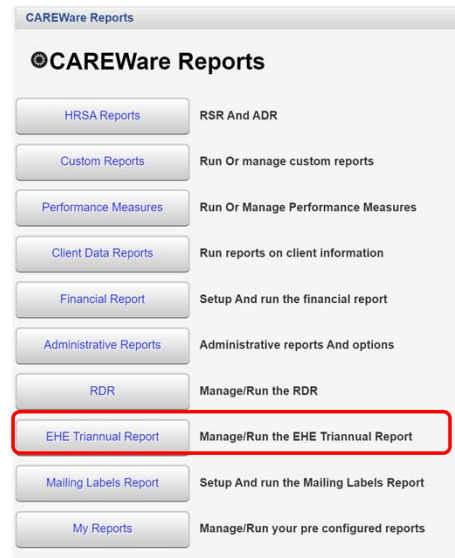 CAREWare Reports
CAREWare Reports
HRSA Reports RSR And ADR
Custom Reports Run Or manage custom reports
Performance Measures Run Or Manage Performance Measures
Client Data Reports Run reports on client information
Financial Report Setup And run the financial report
Administrative Reports Administrative reports And options
RDR Manage/Run the RDR
EHE Triannual Report Manage/Run the EHE Triannual Report
Mailing Labels Report Setup And run the Mailing Labels Report
My Reports Manage/Run your pre configured reports